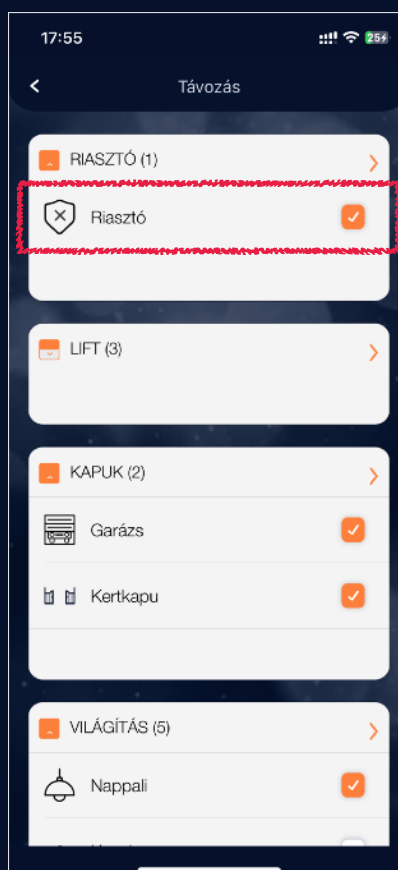 17:55
25
Távozás
RIASZTÓ (1)
Riasztó
LIFT (3)
KAPUK (2)
Garázs
Kertkapu
VILÁGÍTÁS (5)
Nappali